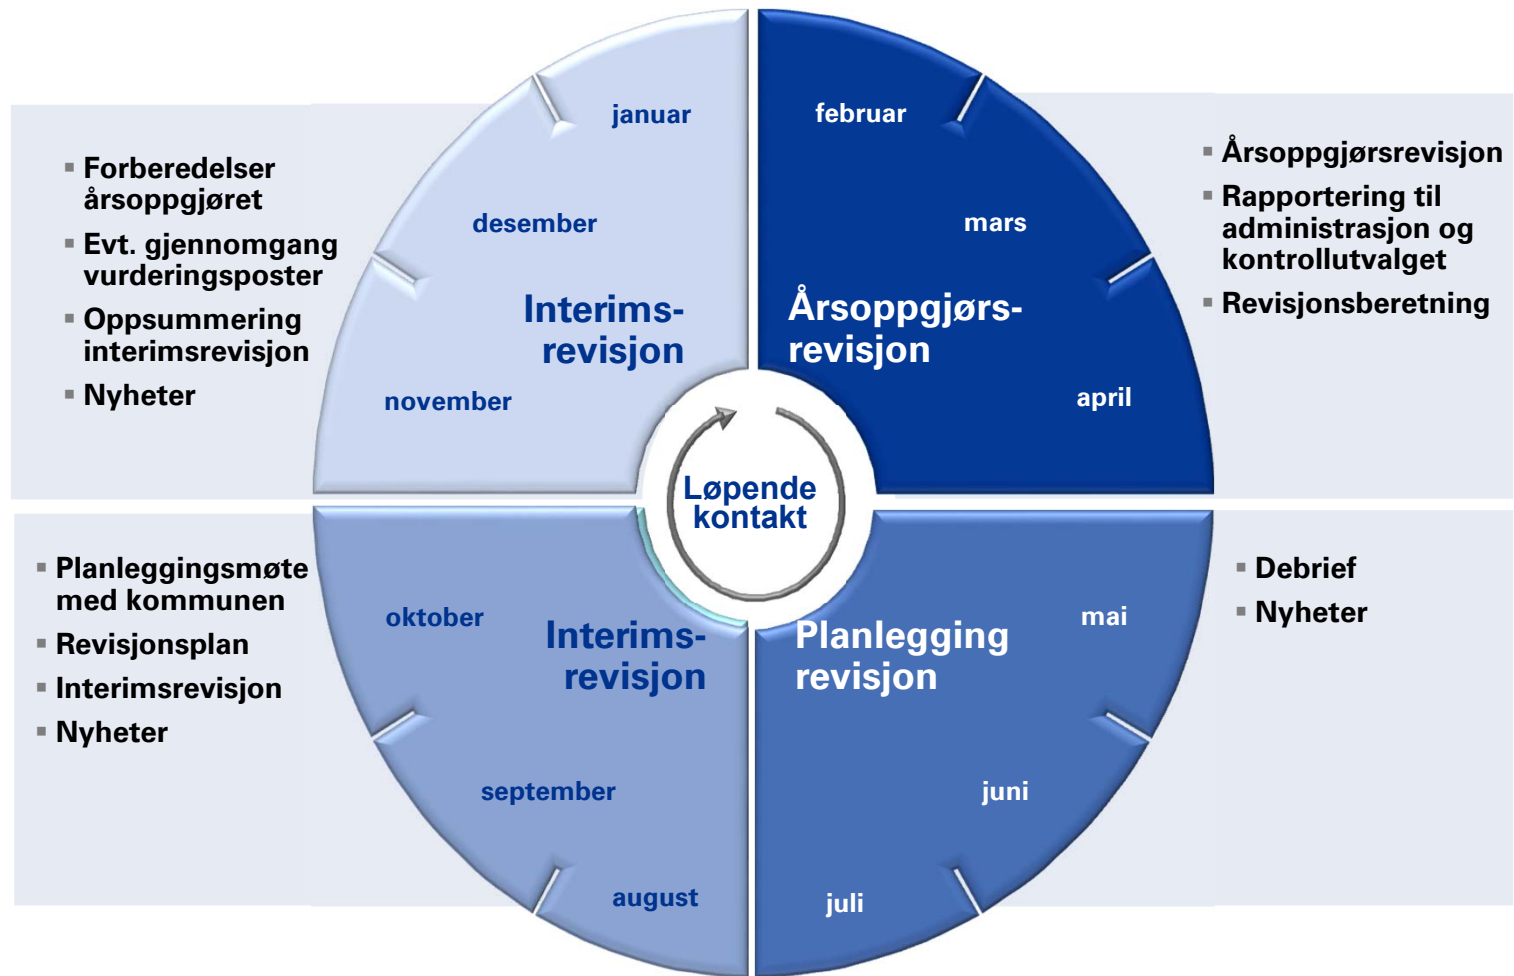 januar
desember
november
Interims-
revisjon
▪ Forberedelser
årsoppgjøret
▪ Evt. gjennomgang
vurderingsposter
▪ Oppsummering
interimsrevisjon
▪ Nyheter
februar
mars
april
Årsoppgjørs-
revisjon
▪ Årsoppgjørsrevisjon
▪ Rapportering til
administrasjon og
kontrollutvalget
▪ Revisjonsberetning
Løpende
kontakt
▪ Planleggingsmøte
med kommunen
▪ Revisjonsplan
▪ Interimsrevisjon
▪ Nyheter
oktober
september
august
Interims-
revisjon
Planlegging
revisjon
mai
juni
juli
▪ Debrief
▪ Nyheter